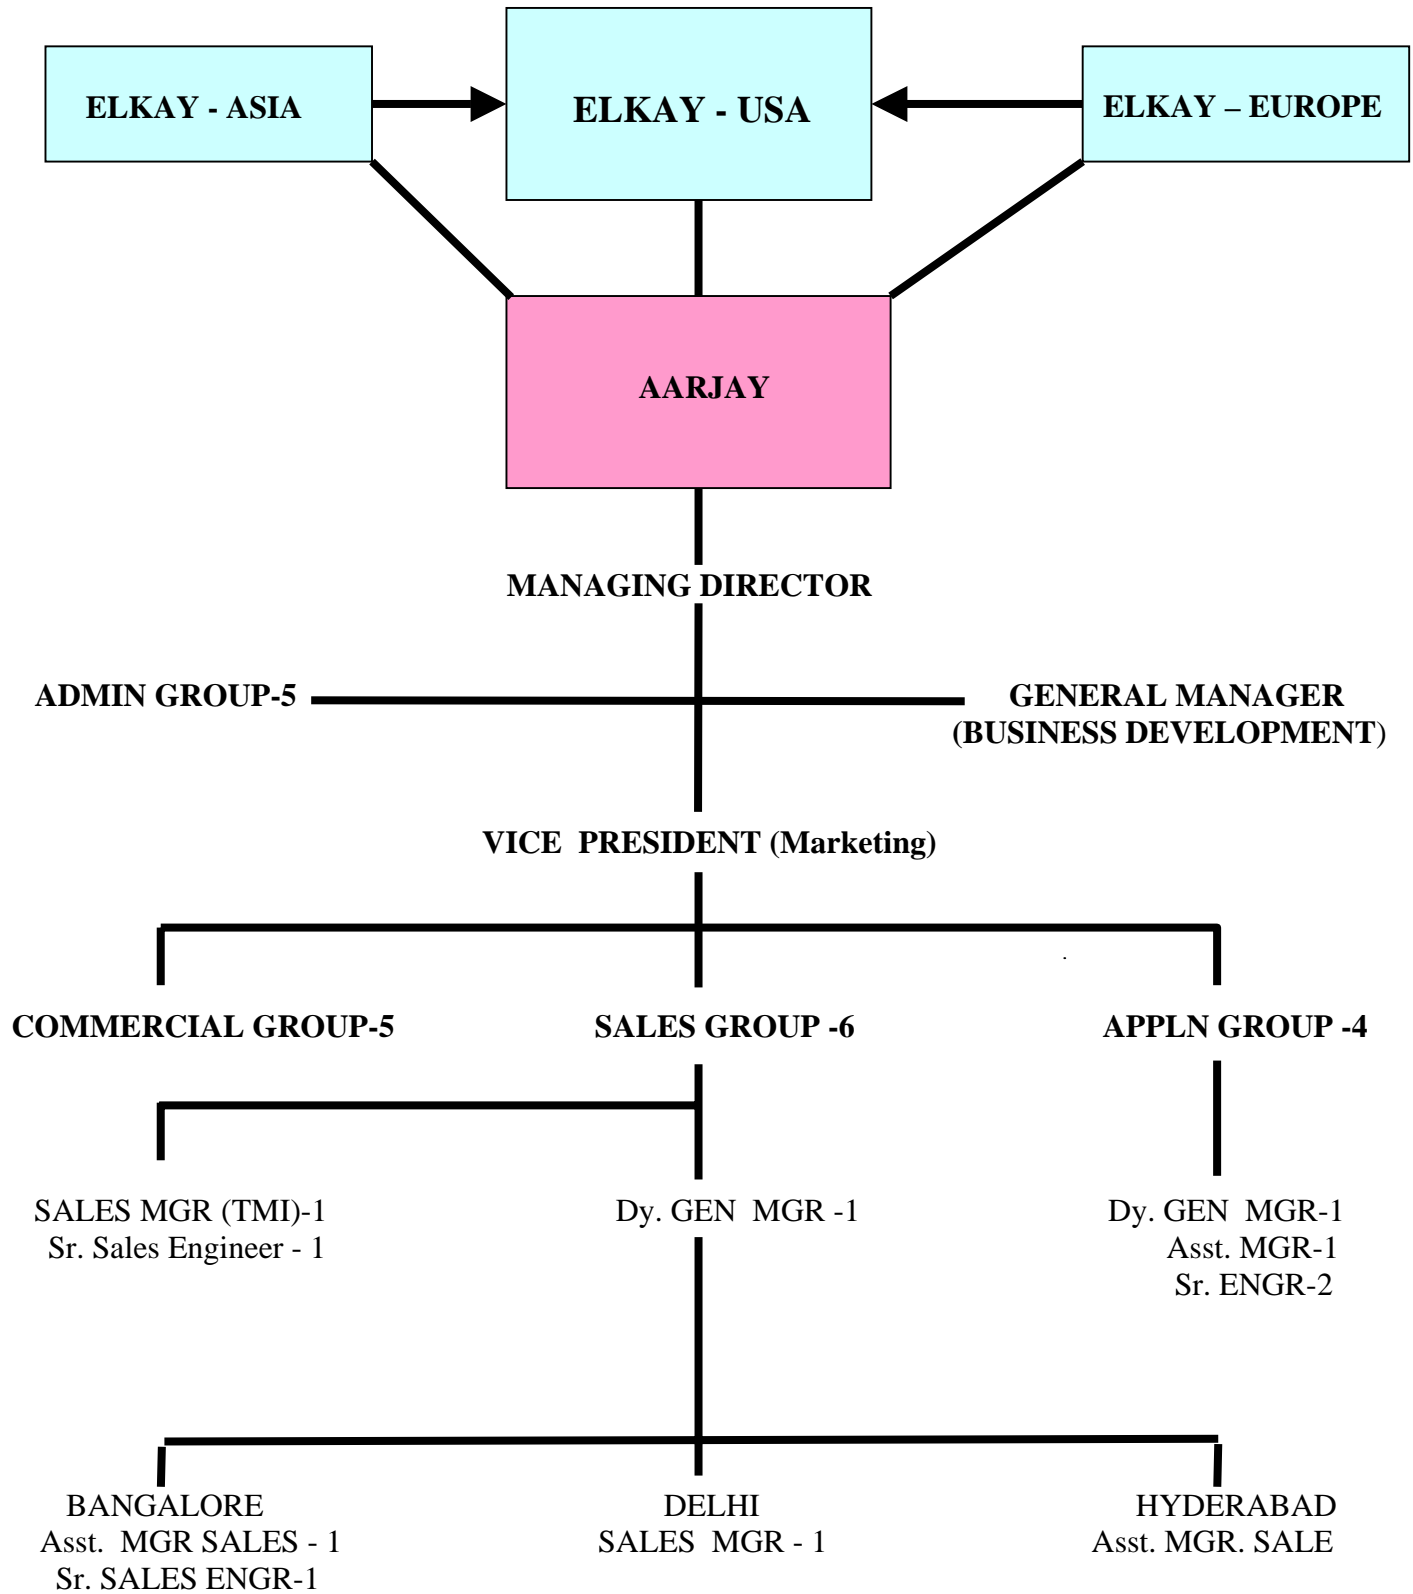 ELKAY - ASIA
ELKAY - USA
ELKAY – EUROPE
AARJAY
MANAGING DIRECTOR
ADMIN GROUP-5
GENERAL MANAGER
(BUSINESS DEVELOPMENT)
VICE PRESIDENT (Marketing)
COMMERCIAL GROUP-5
SALES GROUP -6
APPLN GROUP -4
SALES MGR (TMI)-1
Sr. Sales Engineer - 1
Dy. GEN MGR -1
Dy. GEN MGR-1
Asst. MGR-1
Sr. ENGR-2
BANGALORE
Asst. MGR SALES - 1
Sr. SALES ENGR-1
DELHI
SALES MGR - 1
HYDERABAD
Asst. MGR. SALE